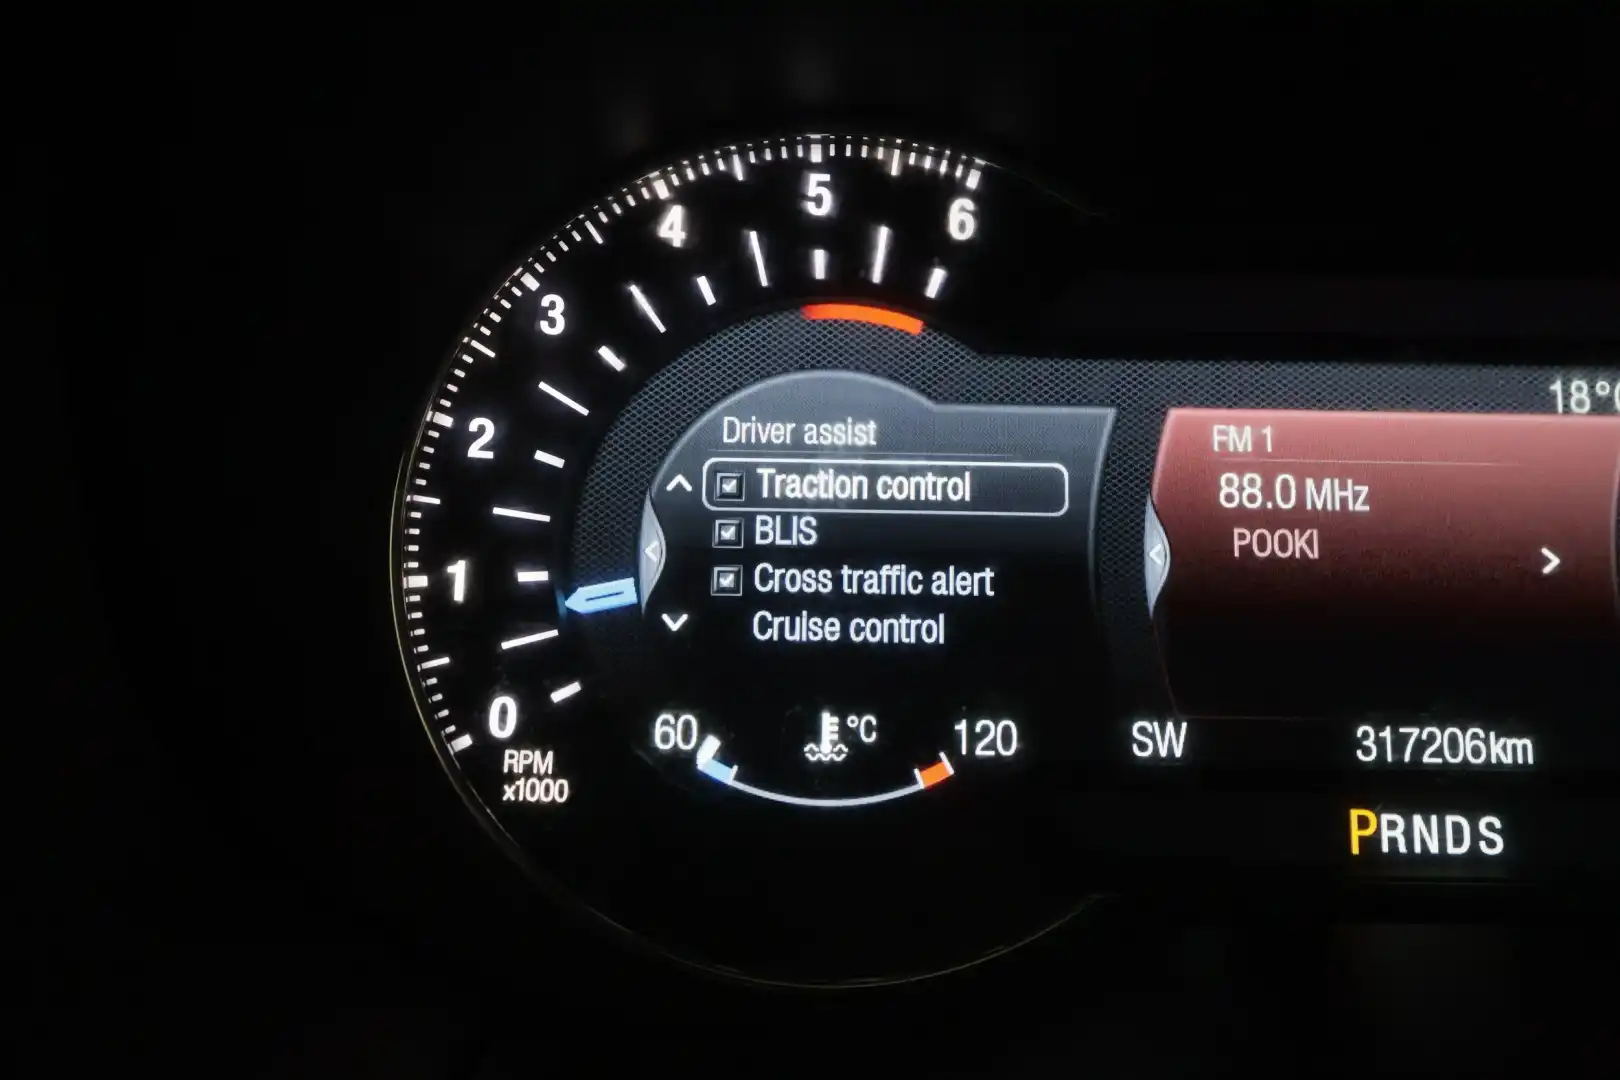 0
1
2
3
4
5
6
RPM
x1000
Driver assist
Traction control
BLIS
Cross traffic alert
Cruise control
60
°C
120
18°
FM 1
88.0 MHz
POOKI
SW
317206km
PRNDS